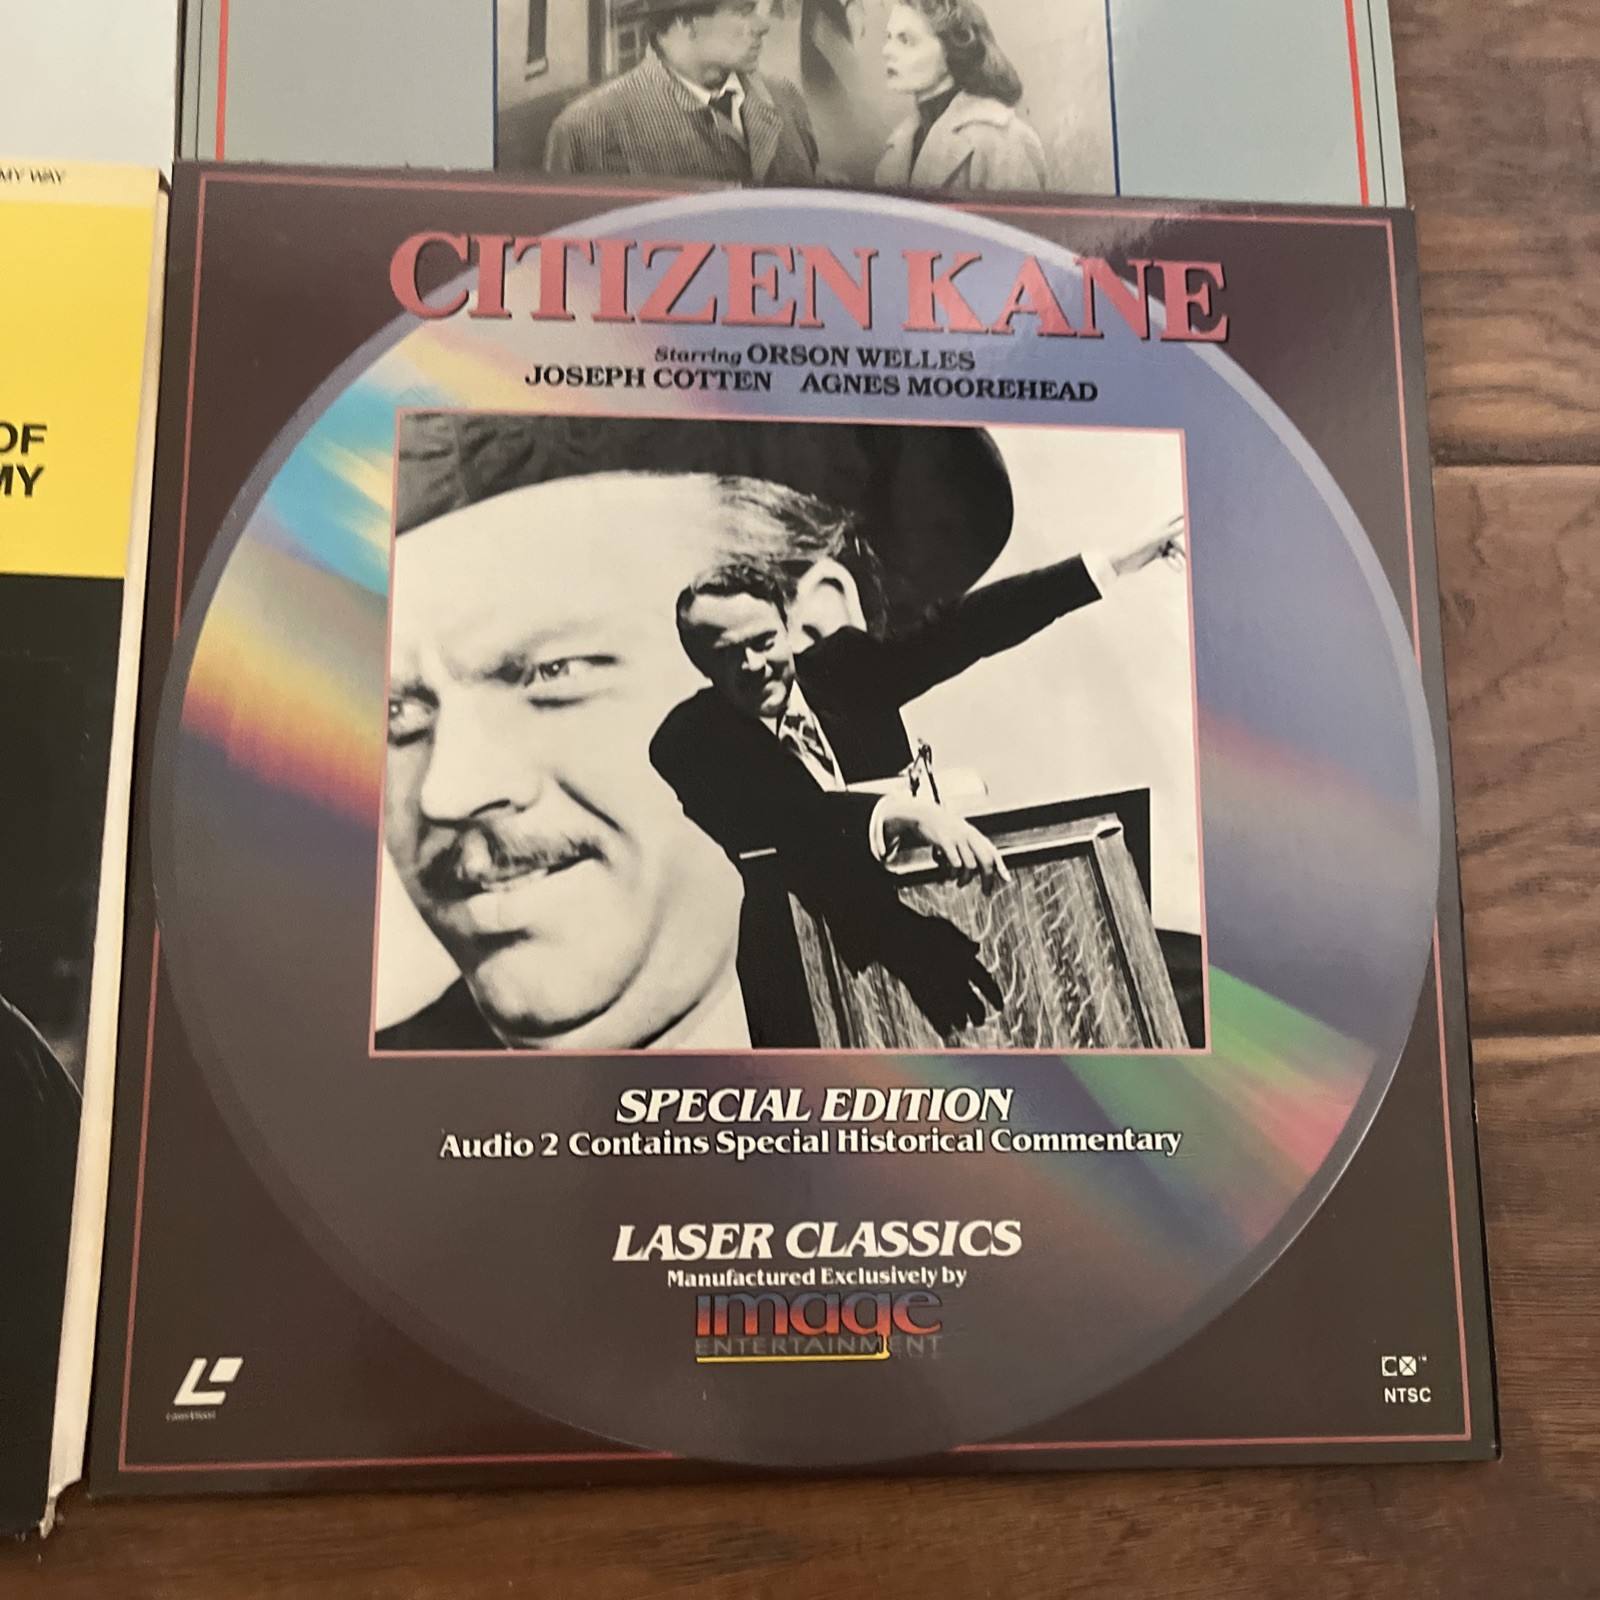 MY WAY
OF
MY
CITIZEN KANE
Starring ORSON WELLES
JOSEPH COTTEN AGNES MOOREHEAD
SPECIAL EDITION
Audio 2 Contains Special Historical Commentary
LASER CLASSICS
Manufactured Exclusively by
image
ENTERTAINMENT
CX™
NTSC